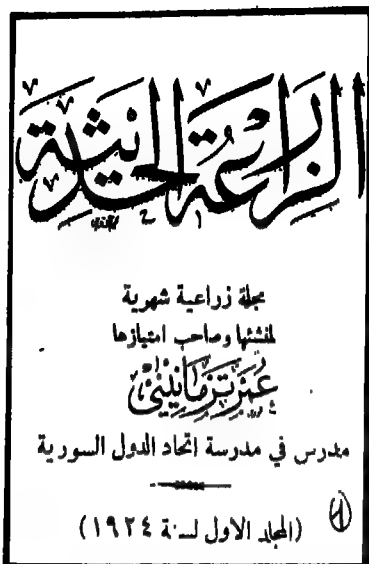 الزراعة الحديثة
مجلة زراعية شهرية
لمنشئها وصاحب امتيازها
عمر ترمانيني
مدرس في مدرسة اتحاد الدول السورية
(المجلد الاول لسنة ١٩٢٤)